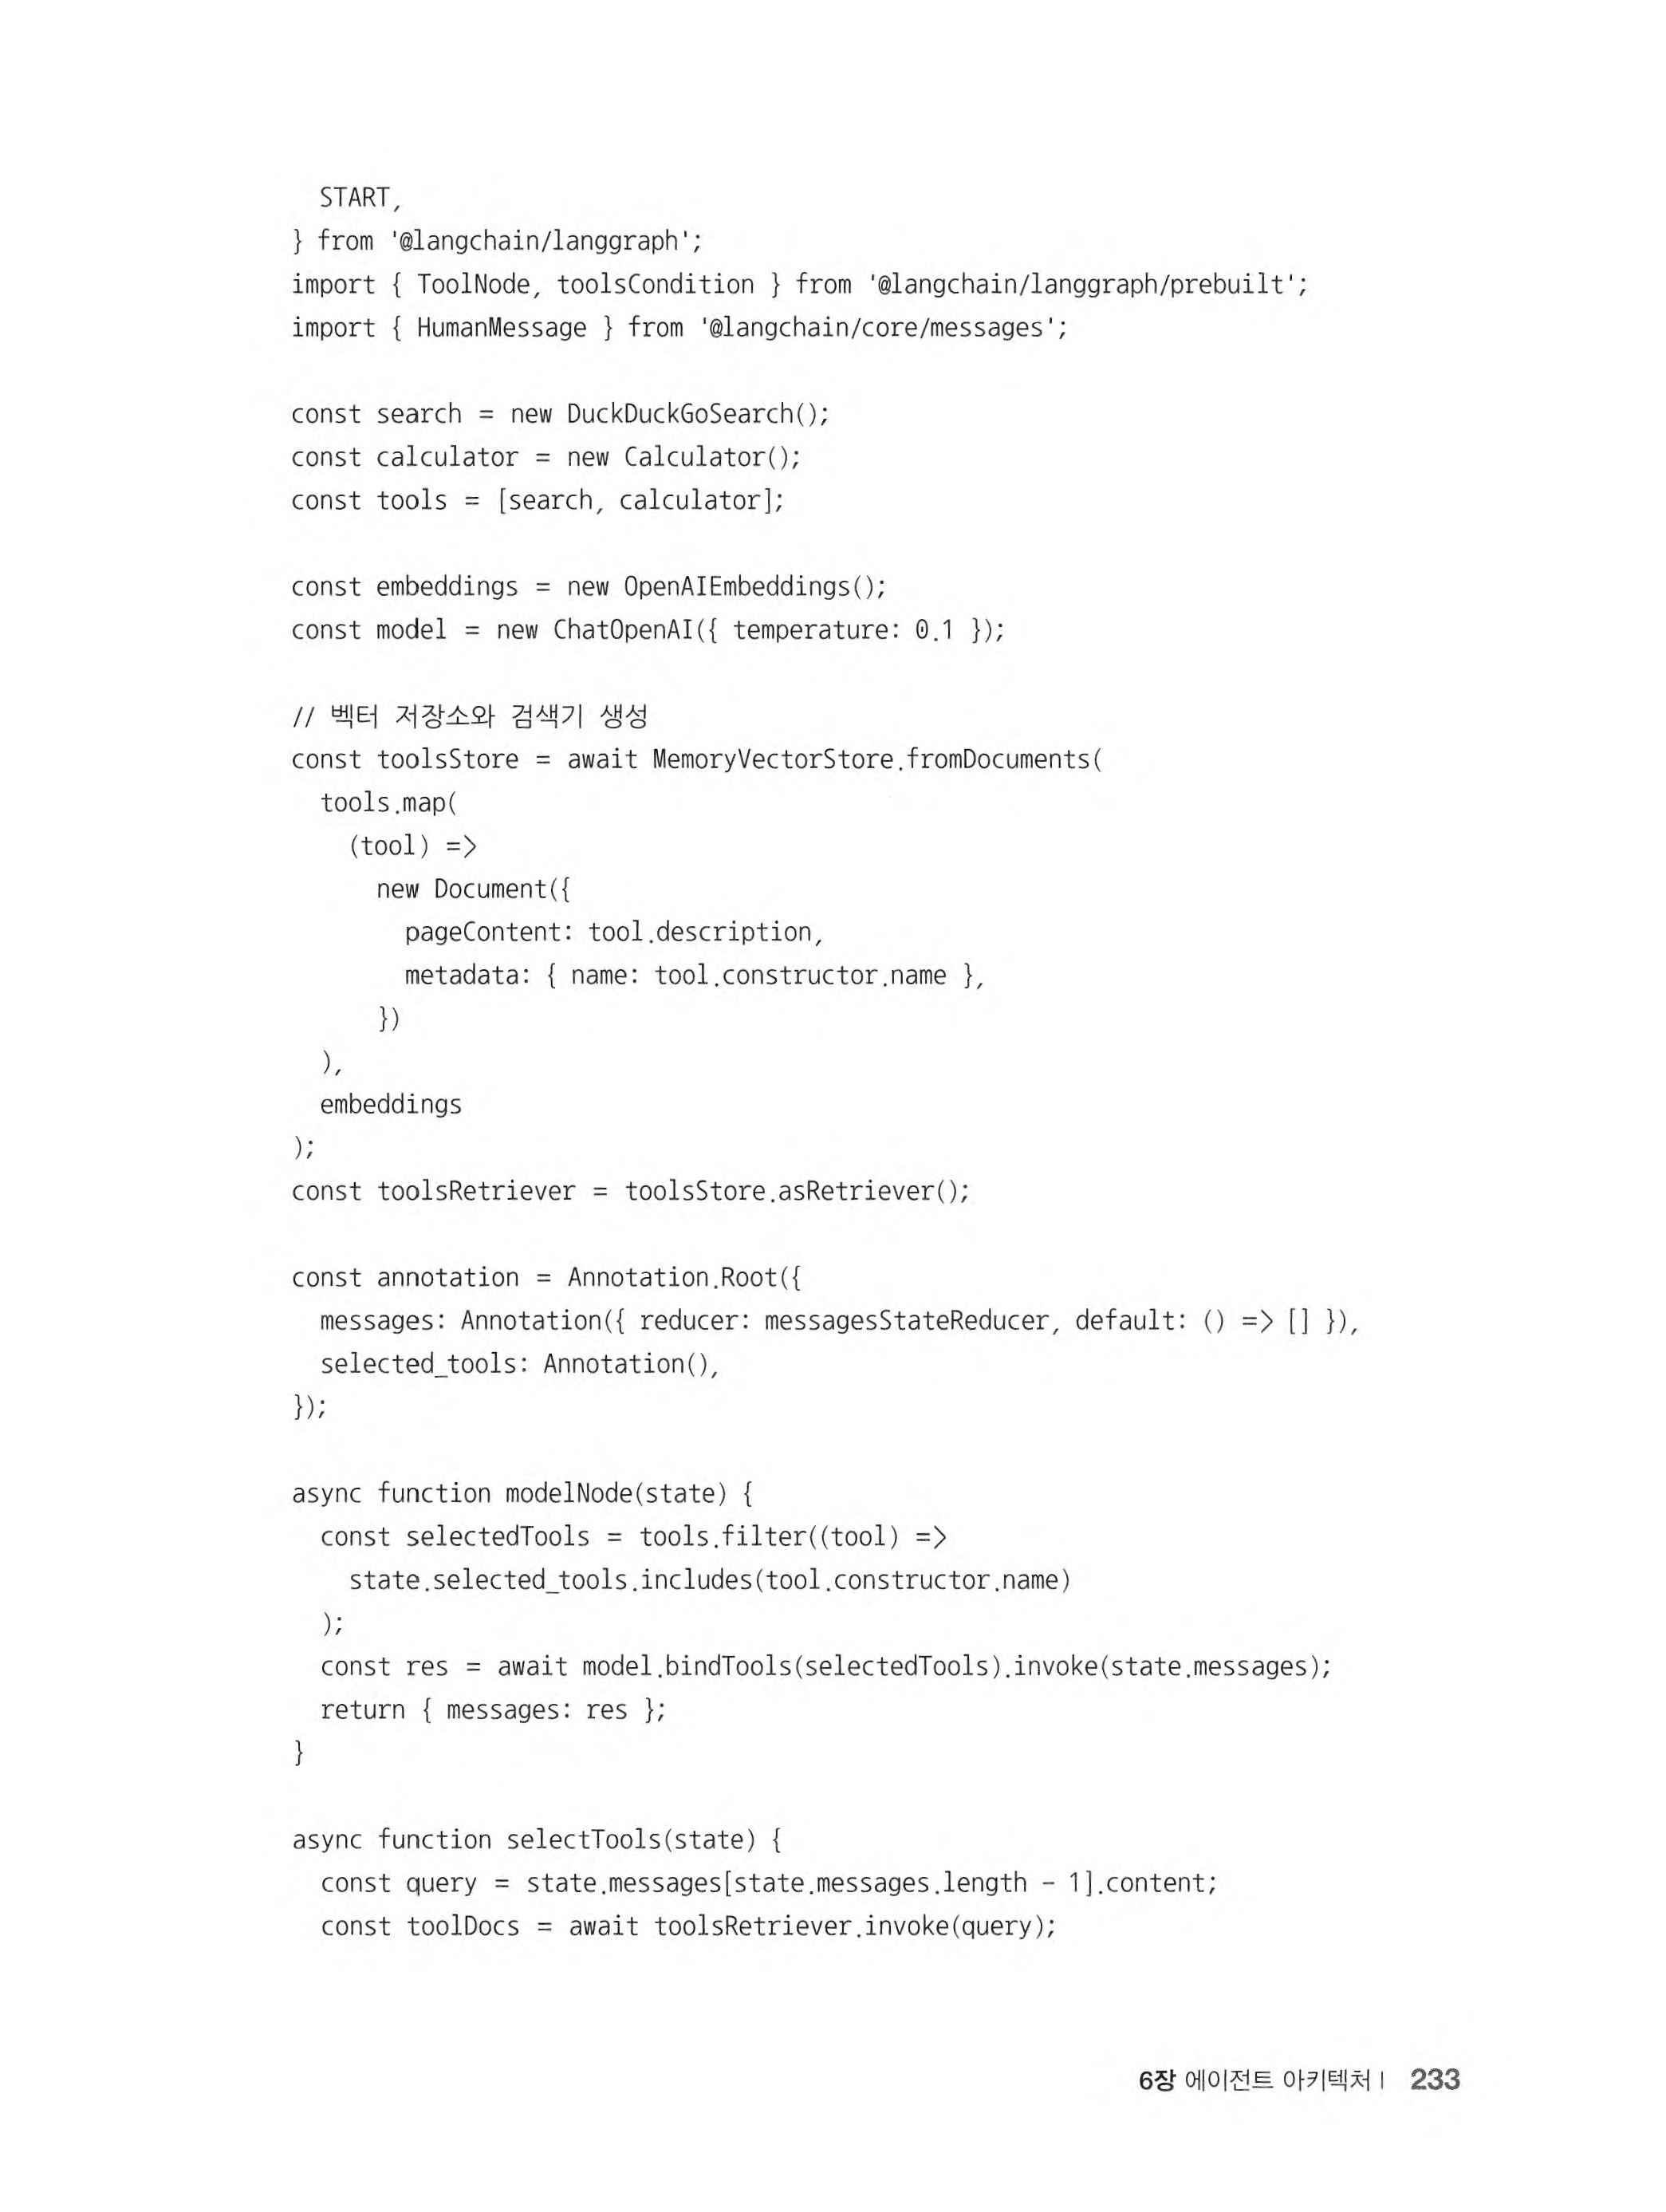 START,
} from '@langchain/langgraph';
import { ToolNode, toolsCondition } from '@langchain/langgraph/prebuilt';
import { HumanMessage } from '@langchain/core/messages';

const search = new DuckDuckGoSearch();
const calculator = new Calculator();
const tools = [search, calculator];

const embeddings = new OpenAIEmbeddings();
const model = new ChatOpenAI({ temperature: 0.1 });

// 벡터 저장소와 검색기 생성
const toolsStore = await MemoryVectorStore.fromDocuments(
  tools.map(
    (tool) =>
      new Document({
        pageContent: tool.description,
        metadata: { name: tool.constructor.name },
      })
  ),
  embeddings
);
const toolsRetriever = toolsStore.asRetriever();

const annotation = Annotation.Root({
  messages: Annotation({ reducer: messagesStateReducer, default: () => [] }),
  selected_tools: Annotation(),
});

async function modelNode(state) {
  const selectedTools = tools.filter((tool) =>
    state.selected_tools.includes(tool.constructor.name)
  );
  const res = await model.bindTools(selectedTools).invoke(state.messages);
  return { messages: res };
}

async function selectTools(state) {
  const query = state.messages[state.messages.length - 1].content;
  const toolDocs = await toolsRetriever.invoke(query);

6장 에이전트 아키텍처 | 233